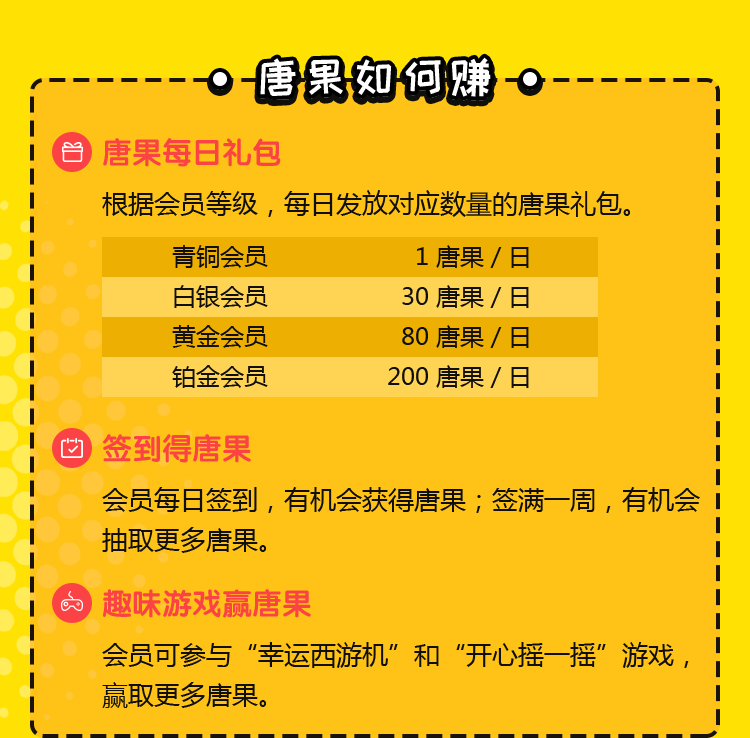 唐果如何赚
唐果每日礼包
根据会员等级，每日发放对应数量的唐果礼包。
青铜会员 1 唐果 / 日
白银会员 30 唐果 / 日
黄金会员 80 唐果 / 日
铂金会员 200 唐果 / 日
签到得唐果
会员每日签到，有机会获得唐果；签满一周，有机会
抽取更多唐果。
趣味游戏赢唐果
会员可参与“幸运西游机”和“开心摇一摇”游戏，
赢取更多唐果。